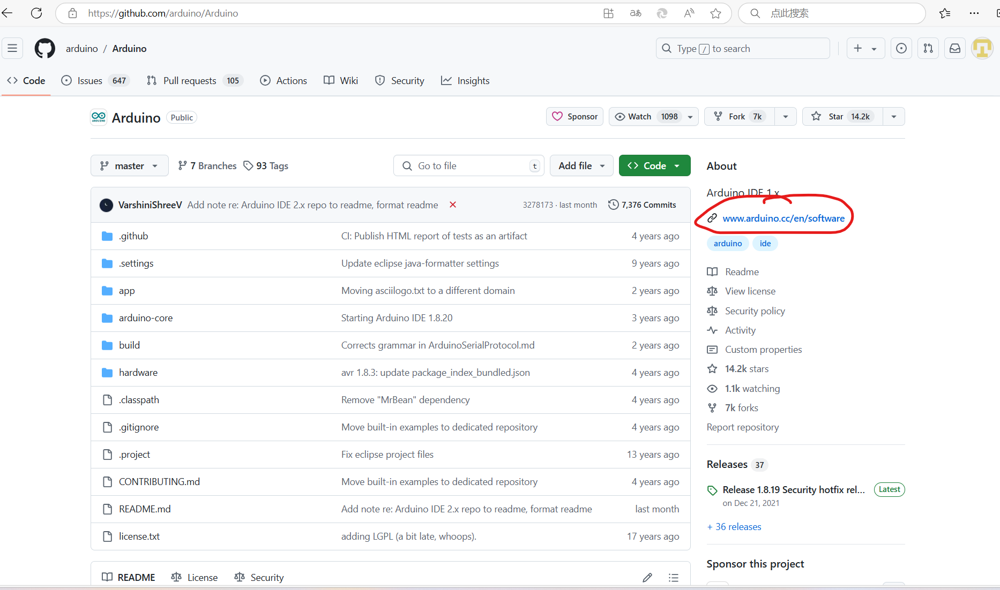 https://github.com/arduino/Arduino
aあ
A
点此搜索
arduino / Arduino
Type / to search
Code
Issues 647
Pull requests 105
Actions
Wiki
Security
Insights
ARDUINO
Arduino Public
Sponsor
Watch 1098
Fork 7k
Star 14.2k
master
7 Branches
93 Tags
Go to file t
Add file
Code
VarshiniShreeV Add note re: Arduino IDE 2.x repo to readme, format readme
3278173 · last month
7,376 Commits
.github CI: Publish HTML report of tests as an artifact 4 years ago
.settings Update eclipse java-formatter settings 9 years ago
app Moving asciilogo.txt to a different domain 2 years ago
arduino-core Starting Arduino IDE 1.8.20 3 years ago
build Corrects grammar in ArduinoSerialProtocol.md 2 years ago
hardware avr 1.8.3: update package_index_bundled.json 4 years ago
.classpath Remove "MrBean" dependency 4 years ago
.gitignore Move built-in examples to dedicated repository 4 years ago
.project Fix eclipse project files 13 years ago
CONTRIBUTING.md Move built-in examples to dedicated repository 4 years ago
README.md Add note re: Arduino IDE 2.x repo to readme, format readme last month
license.txt adding LGPL (a bit late, whoops). 17 years ago
README
License
Security
About
Arduino IDE 1.x
www.arduino.cc/en/software
arduino ide
Readme
View license
Security policy
Activity
Custom properties
14.2k stars
1.1k watching
7k forks
Report repository
Releases 37
Release 1.8.19 Security hotfix rel... Latest
on Dec 21, 2021
+ 36 releases
Sponsor this project